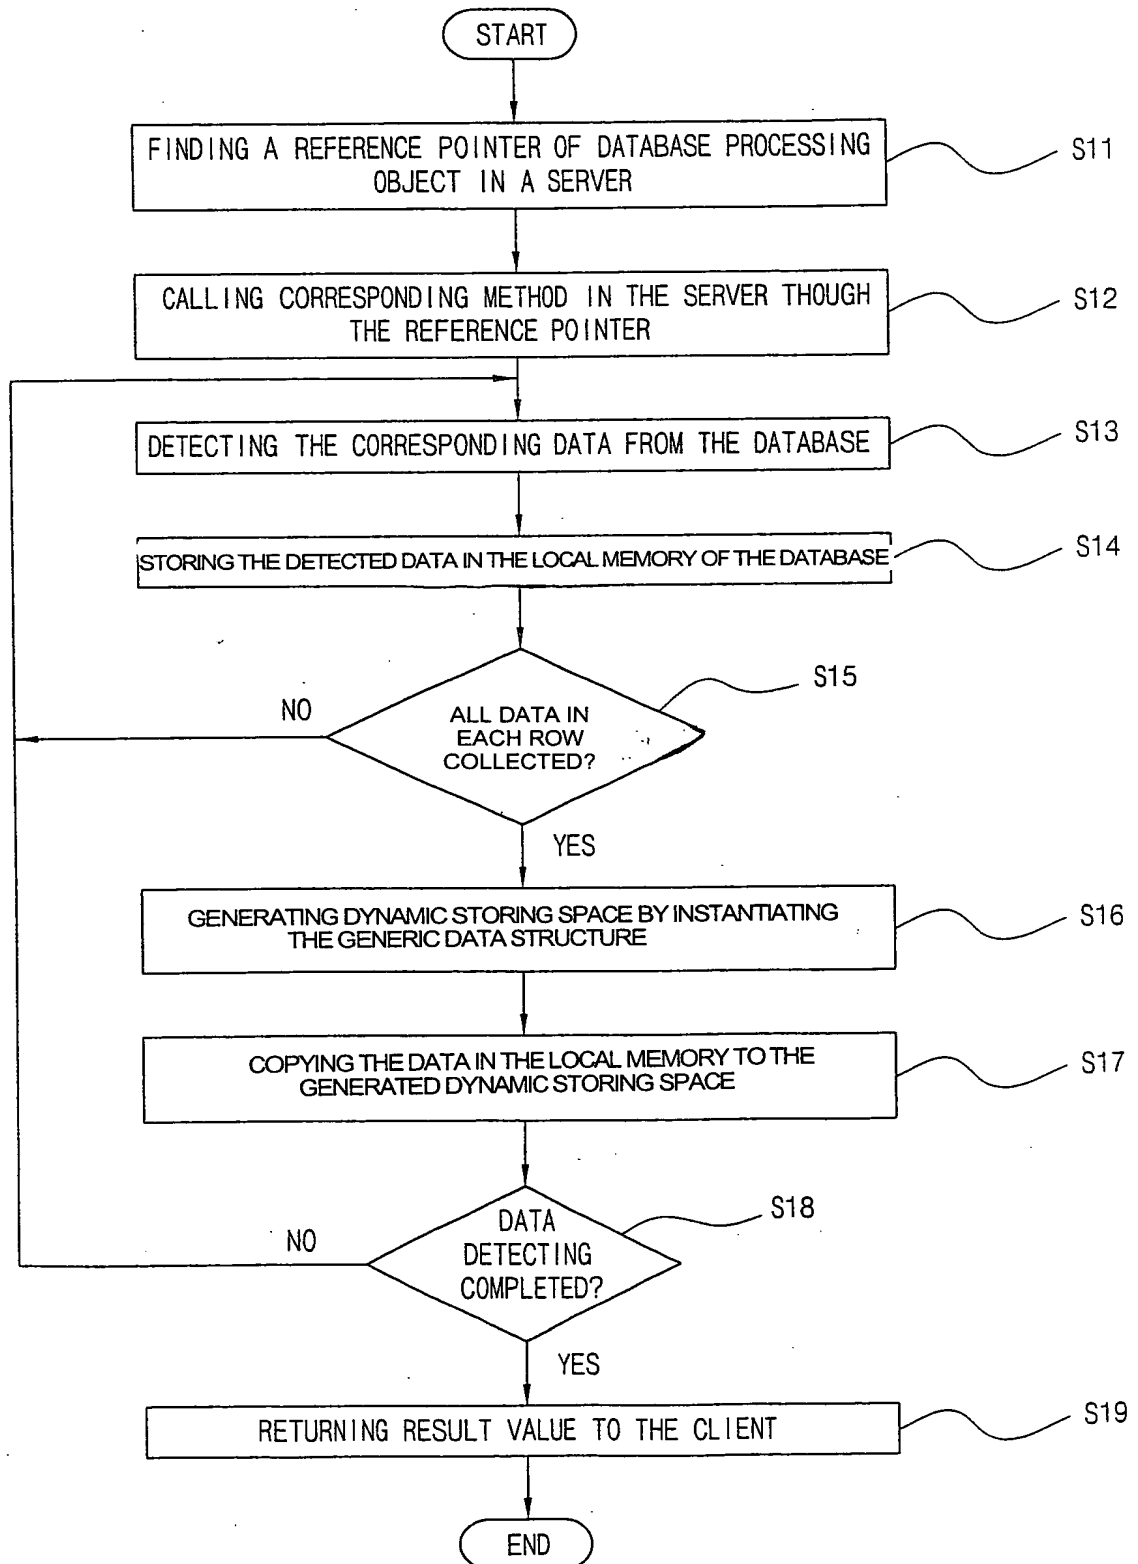 START
FINDING A REFERENCE POINTER OF DATABASE PROCESSING
OBJECT IN A SERVER
S11
CALLING CORRESPONDING METHOD IN THE SERVER THOUGH
THE REFERENCE POINTER
S12
DETECTING THE CORRESPONDING DATA FROM THE DATABASE
S13
STORING THE DETECTED DATA IN THE LOCAL MEMORY OF THE DATABASE
S14
S15
NO
ALL DATA IN
EACH ROW
COLLECTED?
YES
GENERATING DYNAMIC STORING SPACE BY INSTANTIATING
THE GENERIC DATA STRUCTURE
S16
COPYING THE DATA IN THE LOCAL MEMORY TO THE
GENERATED DYNAMIC STORING SPACE
S17
S18
NO
DATA
DETECTING
COMPLETED?
YES
RETURNING RESULT VALUE TO THE CLIENT
S19
END